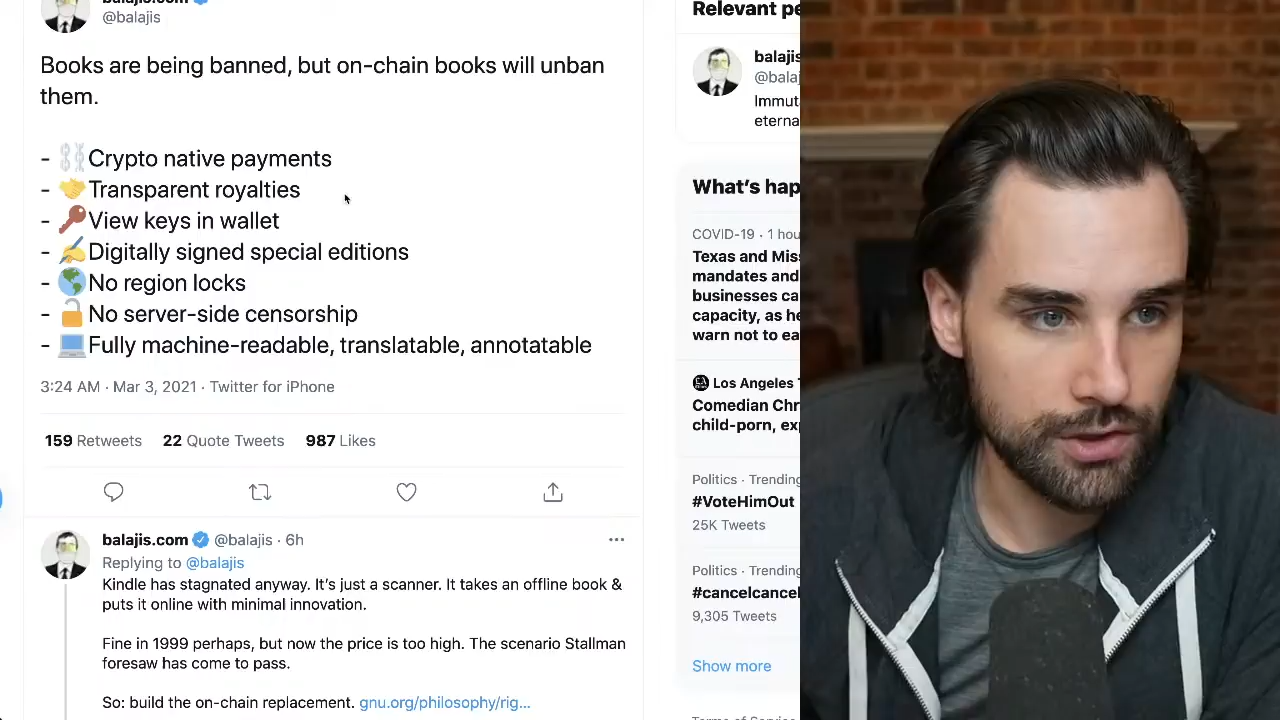 @balajis
Books are being banned, but on-chain books will unban
them.
- ⛓Crypto native payments
- 🤝Transparent royalties
- 🔑View keys in wallet
- ✍️Digitally signed special editions
- 🌎No region locks
- 🔓No server-side censorship
- 💻Fully machine-readable, translatable, annotatable
3:24 AM · Mar 3, 2021 · Twitter for iPhone
159 Retweets 22 Quote Tweets 987 Likes
balajis.com @balajis · 6h
Replying to @balajis
Kindle has stagnated anyway. It's just a scanner. It takes an offline book &
puts it online with minimal innovation.
Fine in 1999 perhaps, but now the price is too high. The scenario Stallman
foresaw has come to pass.
So: build the on-chain replacement. gnu.org/philosophy/rig...
Relevant pe
balajis
@balaj
Immut
eterna
What's hap
COVID-19 · 1 hou
Texas and Miss
mandates and
businesses ca
capacity, as he
warn not to ea
Los Angeles T
Comedian Chr
child-porn, exp
Politics · Trending
#VoteHimOut
25K Tweets
Politics · Trending
#cancelcancel
9,305 Tweets
Show more